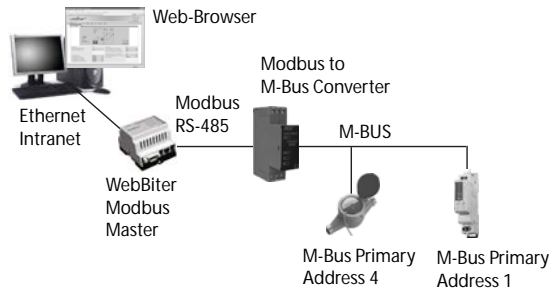 Web-Browser
Modbus to
M-Bus Converter
Ethernet
Intranet
Modbus
RS-485
M-BUS
WebBiter
Modbus
Master
M-Bus Primary
Address 4
M-Bus Primary
Address 1